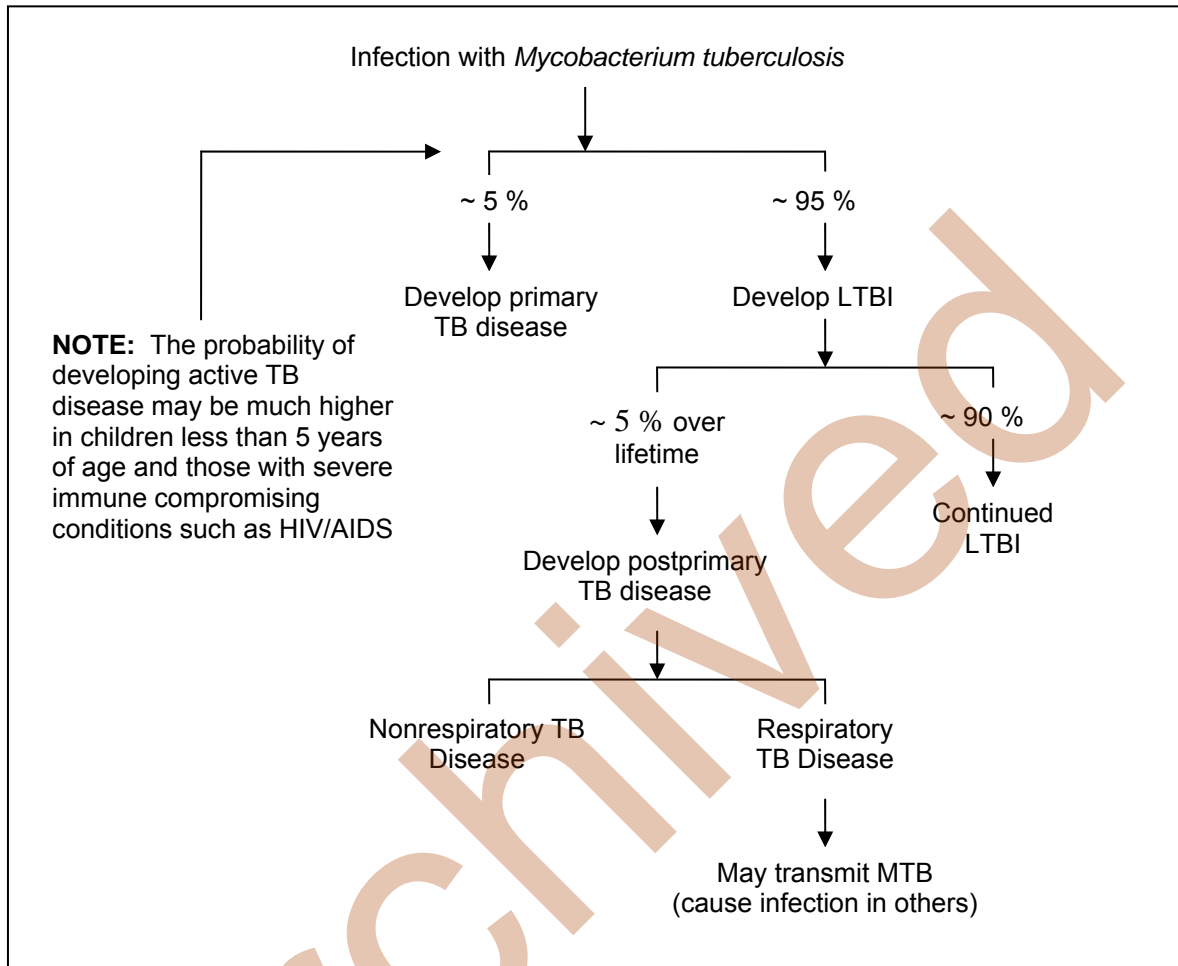 Infection with Mycobacterium tuberculosis
~ 5 %
~ 95 %
Develop primary
TB disease
Develop LTBI
NOTE: The probability of
developing active TB
disease may be much higher
in children less than 5 years
of age and those with severe
immune compromising
conditions such as HIV/AIDS
~ 5 % over
lifetime
~ 90 %
Continued
LTBI
Develop postprimary
TB disease
Nonrespiratory TB
Disease
Respiratory
TB Disease
May transmit MTB
(cause infection in others)
chived